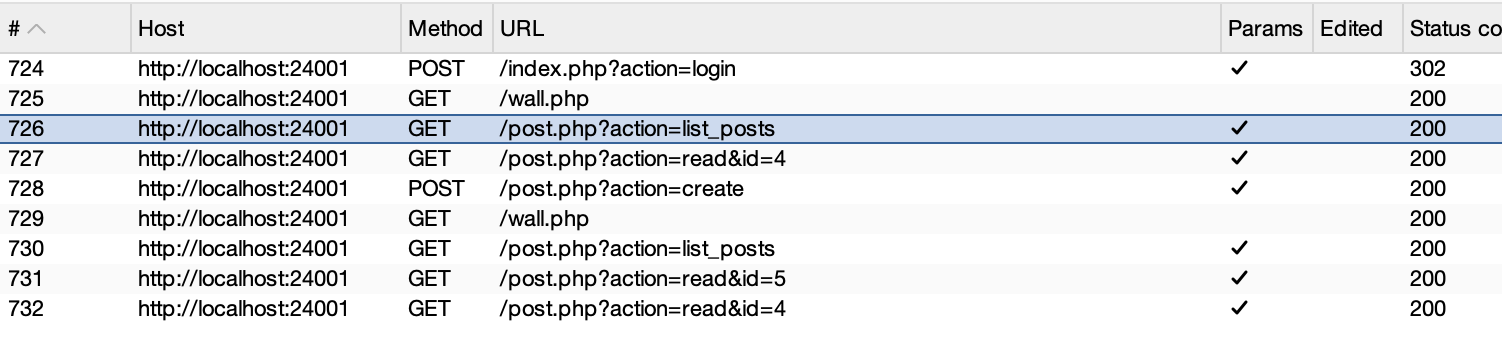 # Host Method URL Params Edited Status co
724 http://localhost:24001 POST /index.php?action=login ✓ 302
725 http://localhost:24001 GET /wall.php 200
726 http://localhost:24001 GET /post.php?action=list_posts ✓ 200
727 http://localhost:24001 GET /post.php?action=read&id=4 ✓ 200
728 http://localhost:24001 POST /post.php?action=create ✓ 200
729 http://localhost:24001 GET /wall.php 200
730 http://localhost:24001 GET /post.php?action=list_posts ✓ 200
731 http://localhost:24001 GET /post.php?action=read&id=5 ✓ 200
732 http://localhost:24001 GET /post.php?action=read&id=4 ✓ 200